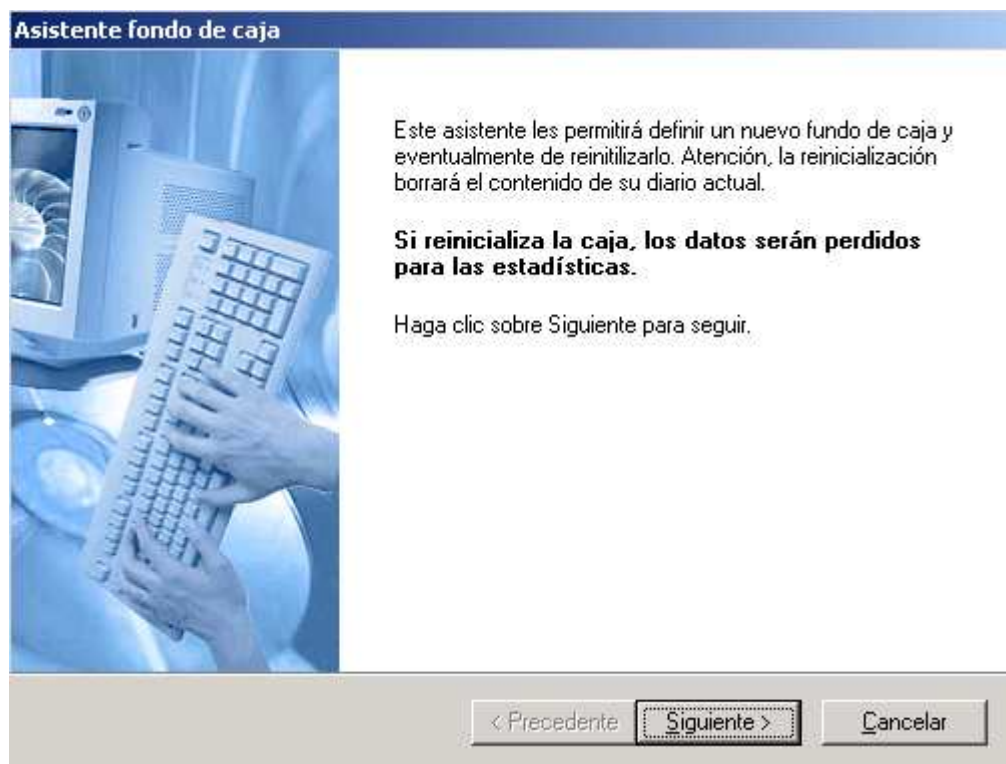 Asistente fondo de caja
Este asistente les permitirá definir un nuevo fundo de caja y
eventualmente de reinitilizarlo. Atención, la reinicialización
borrará el contenido de su diario actual.
Si reinicializa la caja, los datos serán perdidos
para las estadísticas.
Haga clic sobre Siguiente para seguir.
< Precedente Siguiente > Cancelar